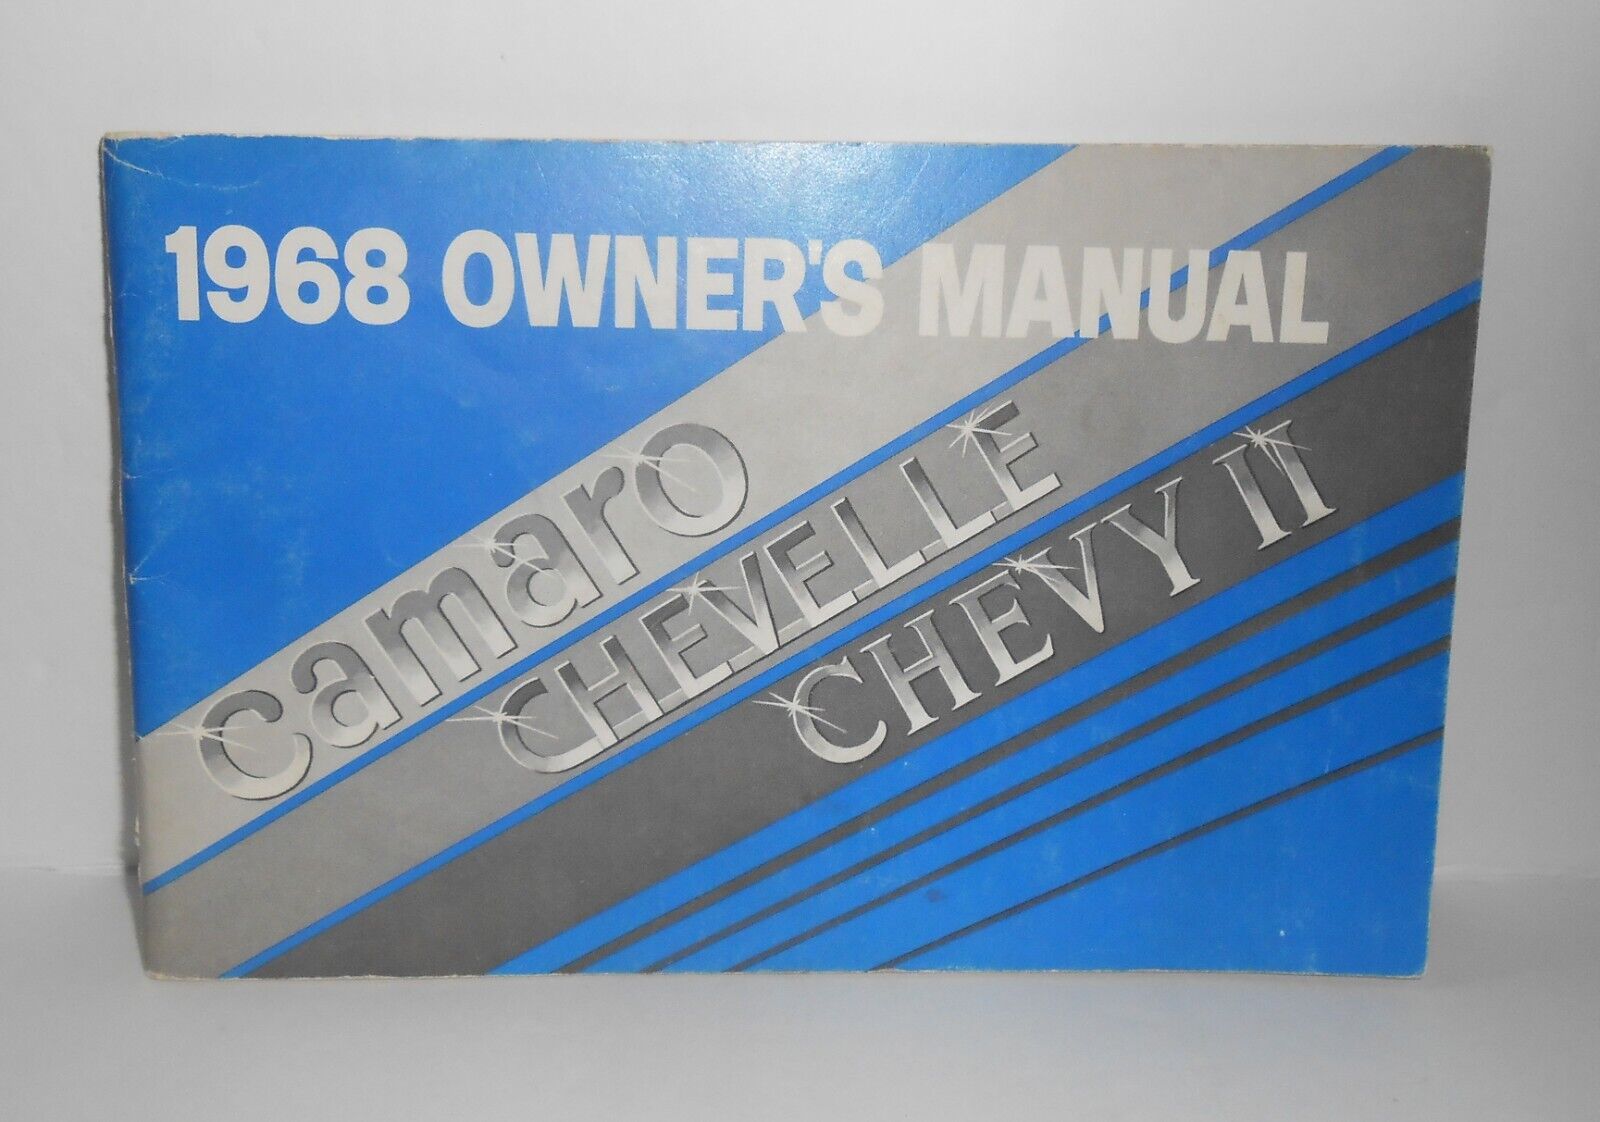 1968 OWNER'S MANUAL
camaro
CHEVELLE
CHEVY II